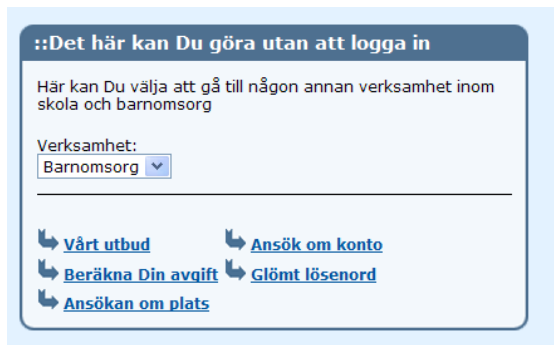 ::Det här kan Du göra utan att logga in
Här kan Du välja att gå till någon annan verksamhet inom
skola och barnomsorg
Verksamhet:
Barnomsorg
Vårt utbud
Ansök om konto
Beräkna Din avgift
Glömt lösenord
Ansökan om plats